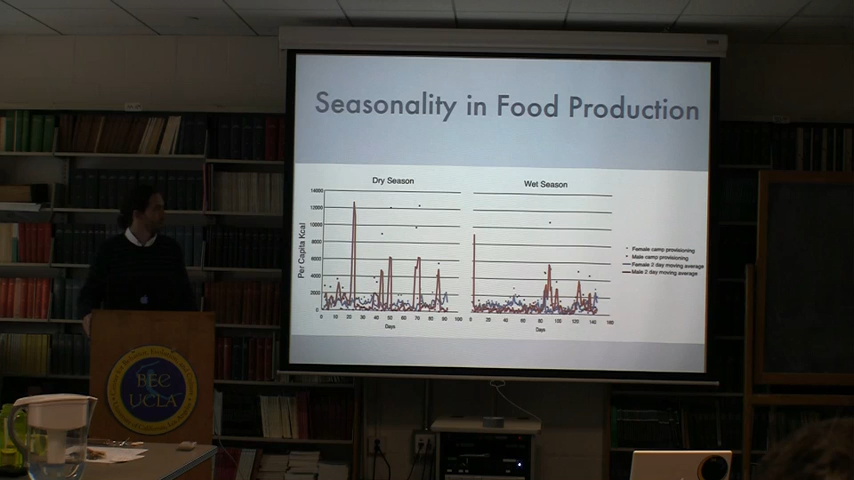 Seasonality in Food Production
Dry Season
Wet Season
Per Capita Kcal
14000
12000
10000
8000
6000
4000
2000
0
0 10 20 30 40 50 60 70 80 90 100
0 20 40 60 80 100 120 140 160
Days
Days
Female camp provisioning
Male camp provisioning
Female 2 day moving average
Male 2 day moving average
BEC
UCLA